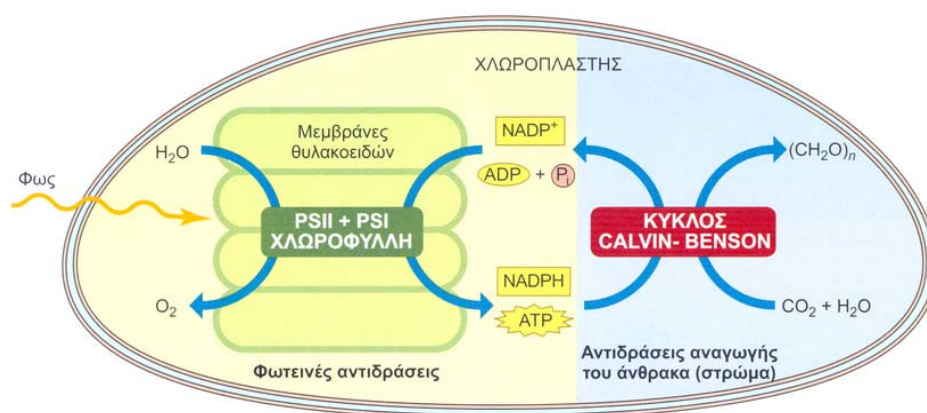 ΧΛΩΡΟΠΛΑΣΤΗΣ
Μεμβράνες
θυλακοειδών
H₂O
Φως
PSII + PSI
ΧΛΩΡΟΦΥΛΛΗ
O₂
Φωτεινές αντιδράσεις
NADP⁺
ADP + Pᵢ
NADPH
ATP
ΚΥΚΛΟΣ
CALVIN- BENSON
(CH₂O)ₙ
CO₂ + H₂O
Αντιδράσεις αναγωγής
του άνθρακα (στρώμα)